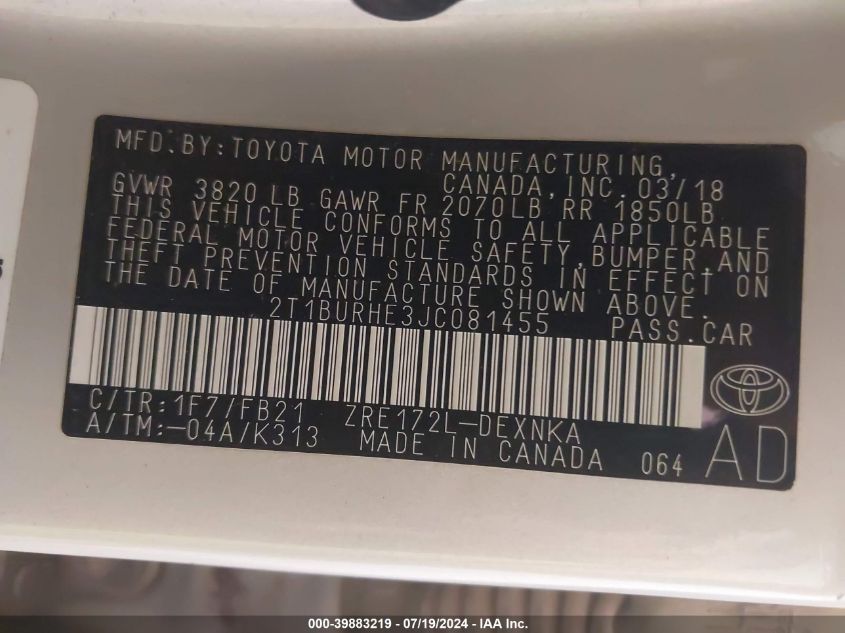 MFD.BY:TOYOTA MOTOR MANUFACTURING,
CANADA,INC.03/18
GVWR 3820LB GAWR FR 2070LB RR 1850LB
THIS VEHICLE CONFORMS TO ALL APPLICABLE
FEDERAL MOTOR VEHICLE SAFETY,BUMPER,AND
THEFT PREVENTION STANDARDS IN EFFECT ON
THE DATE OF MANUFACTURE SHOWN ABOVE.
2T1BURHE3JC081455 PASS.CAR
C/TR:1F7/FB21 ZRE172L-DEXNKA
A/TM:-04A/K313 MADE IN CANADA 064
AD
000-39883219 - 07/19/2024 - IAA Inc.